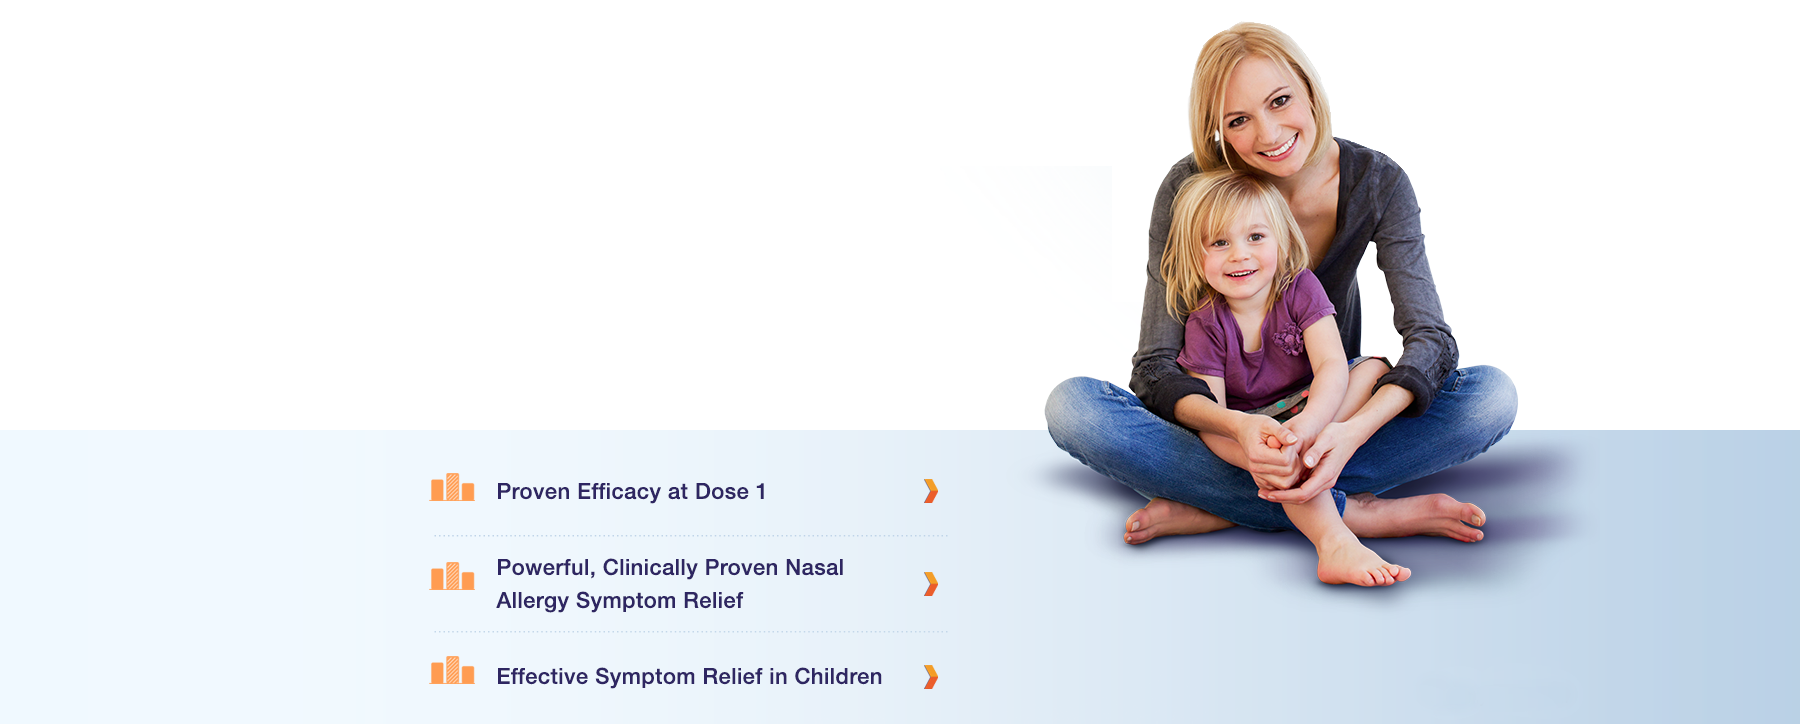 Proven Efficacy at Dose 1
Powerful, Clinically Proven Nasal
Allergy Symptom Relief
Effective Symptom Relief in Children